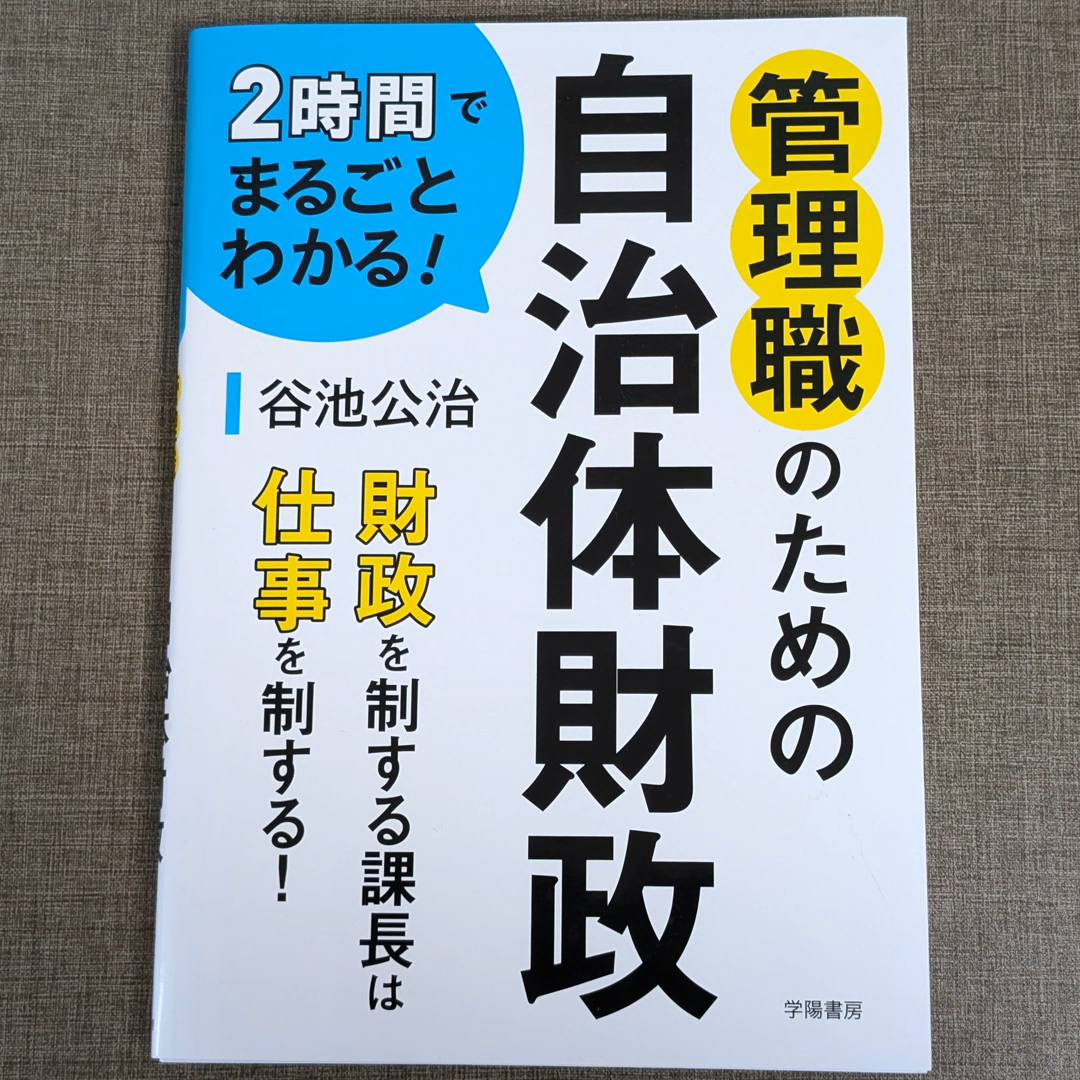 2時間で
まるごと
わかる!
管理職のための
自治体財政
谷池公治
財政を制する課長は
仕事を制する!
学陽書房